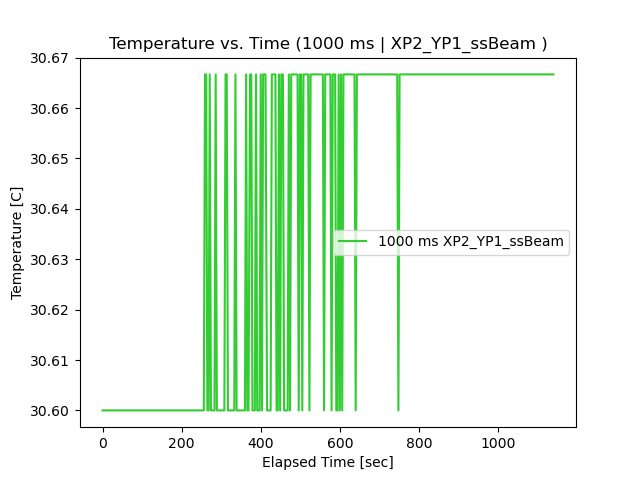 Temperature vs. Time (1000 ms | XP2_YP1_ssBeam )
30.67
30.66
30.65
30.64
30.63
30.62
30.61
30.60
Temperature [C]
1000 ms XP2_YP1_ssBeam
0 200 400 600 800 1000
Elapsed Time [sec]